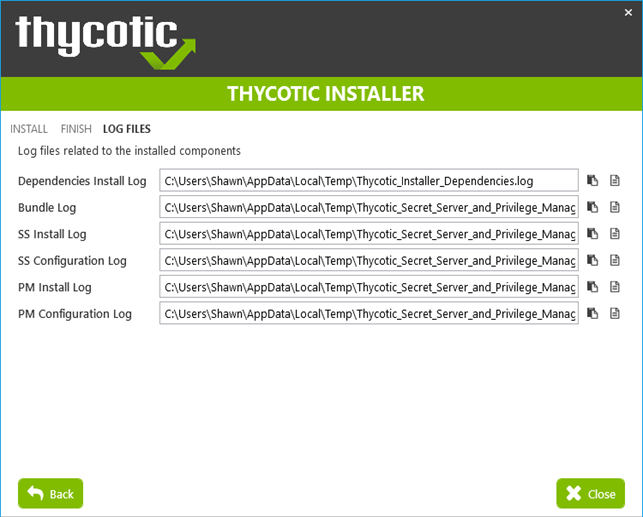 thycotic
THYCOTIC INSTALLER
INSTALL FINISH LOG FILES
Log files related to the installed components
Dependencies Install Log C:\Users\Shawn\AppData\Local\Temp\Thycotic_Installer_Dependencies.log
Bundle Log C:\Users\Shawn\AppData\Local\Temp\Thycotic_Secret_Server_and_Privilege_Manag
SS Install Log C:\Users\Shawn\AppData\Local\Temp\Thycotic_Secret_Server_and_Privilege_Manag
SS Configuration Log C:\Users\Shawn\AppData\Local\Temp\Thycotic_Secret_Server_and_Privilege_Manag
PM Install Log C:\Users\Shawn\AppData\Local\Temp\Thycotic_Secret_Server_and_Privilege_Manag
PM Configuration Log C:\Users\Shawn\AppData\Local\Temp\Thycotic_Secret_Server_and_Privilege_Manag
Back Close